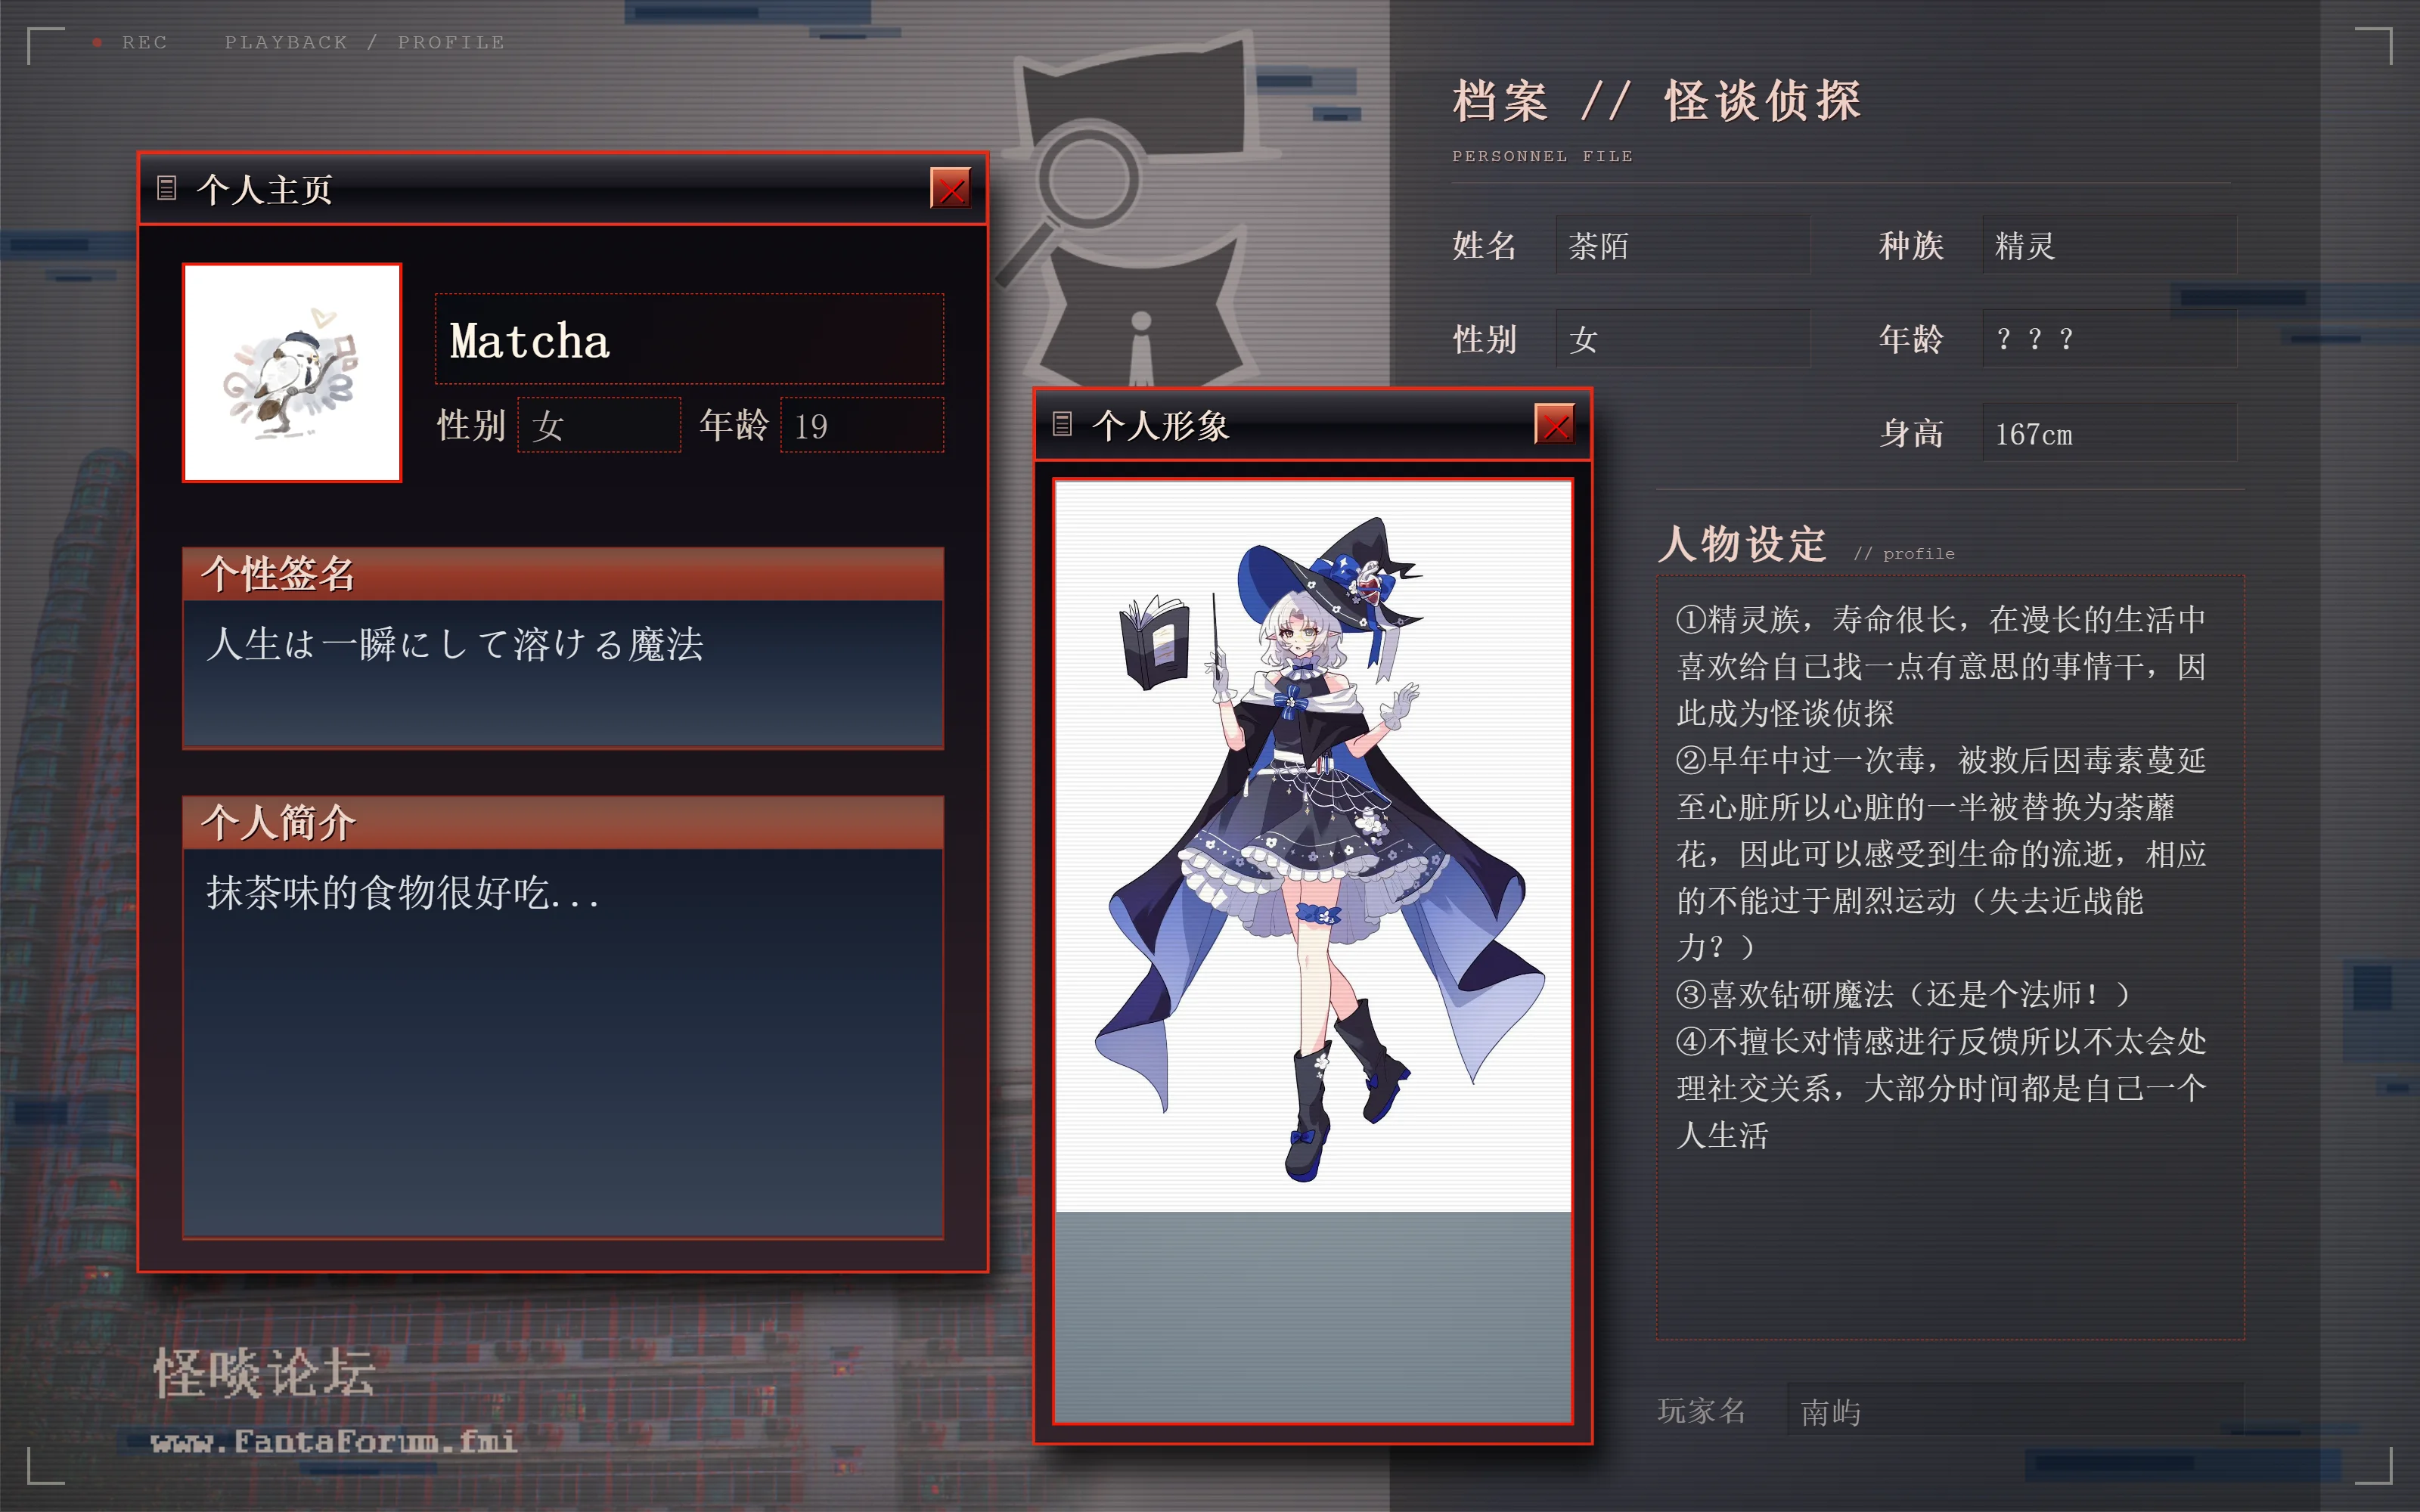 REC PLAYBACK / PROFILE
个人主页
Matcha
性别 女 年龄 19
个性签名
人生は一瞬にして溶ける魔法
个人简介
抹茶味的食物很好吃...
怪啖论坛
www.FantaForum.fmi
个人形象
档案 // 怪谈侦探
PERSONNEL FILE
姓名 荼陌 种族 精灵
性别 女 年龄 ？？？
身高 167cm
人物设定 // profile
①精灵族，寿命很长，在漫长的生活中
喜欢给自己找一点有意思的事情干，因
此成为怪谈侦探
②早年中过一次毒，被救后因毒素蔓延
至心脏所以心脏的一半被替换为荼蘼
花，因此可以感受到生命的流逝，相应
的不能过于剧烈运动（失去近战能
力？）
③喜欢钻研魔法（还是个法师！）
④不擅长对情感进行反馈所以不太会处
理社交关系，大部分时间都是自己一个
人生活
玩家名 南屿